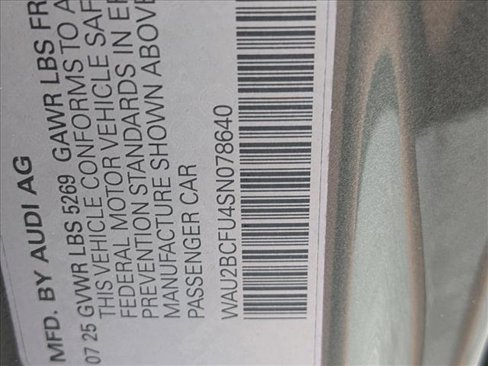 MFD. BY AUDI AG
07 25 GVWR LBS 5269 GAWR LBS FR
THIS VEHICLE CONFORMS TO A
FEDERAL MOTOR VEHICLE SAF
PREVENTION STANDARDS IN EF
MANUFACTURE SHOWN ABOVE
PASSENGER CAR
WAU2BCFU4SN078640